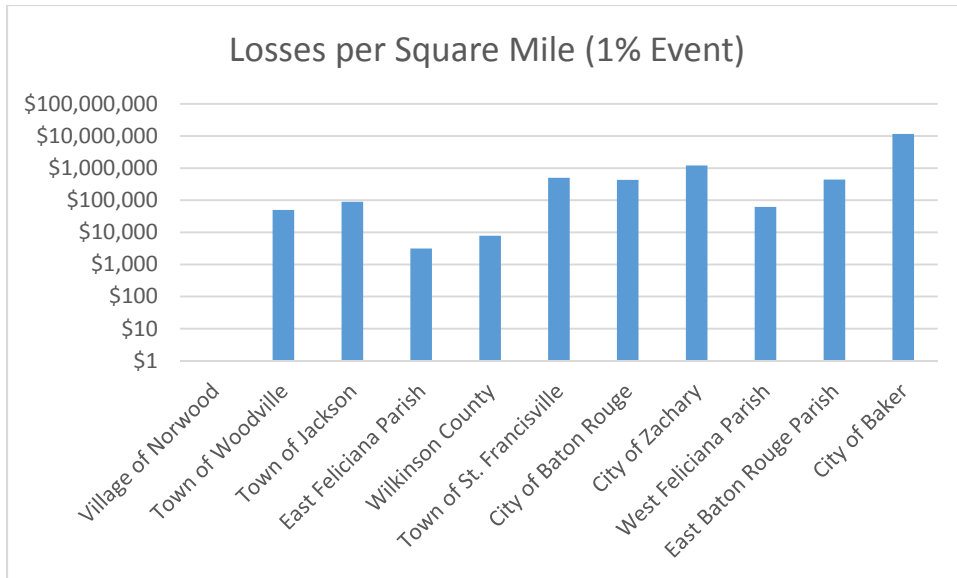 Losses per Square Mile (1% Event)
$100,000,000
$10,000,000
$1,000,000
$100,000
$10,000
$1,000
$100
$10
$1
Village of Norwood
Town of Woodville
Town of Jackson
East Feliciana Parish
Wilkinson County
Town of St. Francisville
City of Baton Rouge
City of Zachary
West Feliciana Parish
East Baton Rouge Parish
City of Baker